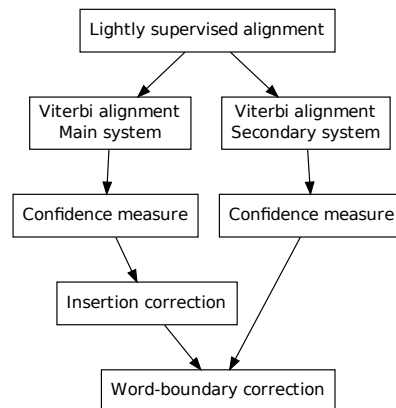 Lightly supervised alignment
Viterbi alignment
Main system
Viterbi alignment
Secondary system
Confidence measure
Confidence measure
Insertion correction
Word-boundary correction